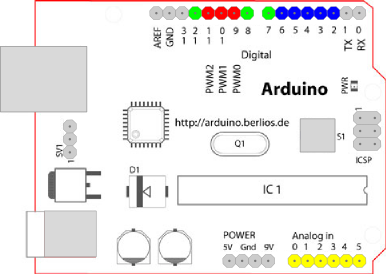 AREF
GND
13
12
11
10
9
8
7
6
5
4
3
2
1
0
TX
RX
Digital
PWM2
PWM1
PWM0
PWR
Arduino
http://arduino.berlios.de
SV1
1
Q1
S1
1
ICSP
D1
IC 1
POWER
5V Gnd 9V
Analog in
0 1 2 3 4 5